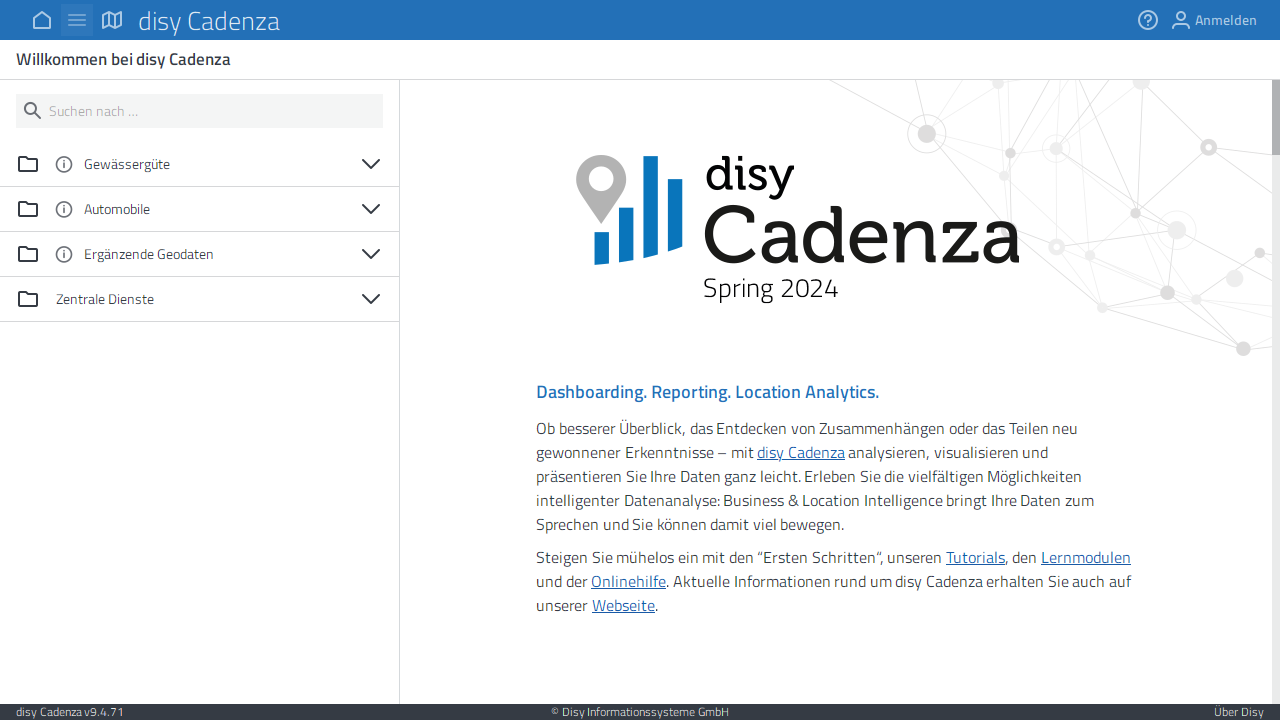 disy Cadenza
Anmelden
Willkommen bei disy Cadenza
Suchen nach ...
Gewässergüte
Automobile
Ergänzende Geodaten
Zentrale Dienste
disy
Cadenza
Spring 2024
Dashboarding. Reporting. Location Analytics.
Ob besserer Überblick, das Entdecken von Zusammenhängen oder das Teilen neu
gewonnener Erkenntnisse – mit disy Cadenza analysieren, visualisieren und
präsentieren Sie Ihre Daten ganz leicht. Erleben Sie die vielfältigen Möglichkeiten
intelligenter Datenanalyse: Business & Location Intelligence bringt Ihre Daten zum
Sprechen und Sie können damit viel bewegen.
Steigen Sie mühelos ein mit den “Ersten Schritten“, unseren Tutorials, den Lernmodulen
und der Onlinehilfe. Aktuelle Informationen rund um disy Cadenza erhalten Sie auch auf
unserer Webseite.
disy Cadenza v9.4.71
© Disy Informationssysteme GmbH
Über Disy